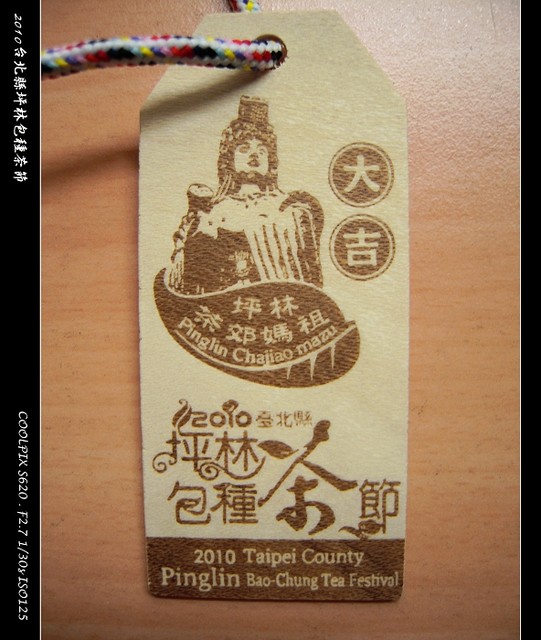 2010台北縣坪林包種茶節
大
吉
坪林
茶郊媽祖
Pinglin Chajiao mazu
2010臺北縣
坪林
包種茶節
2010 Taipei County
Pinglin Bao-Chung Tea Festival
COOLPIX S620 . F2.7 1/30s ISO125